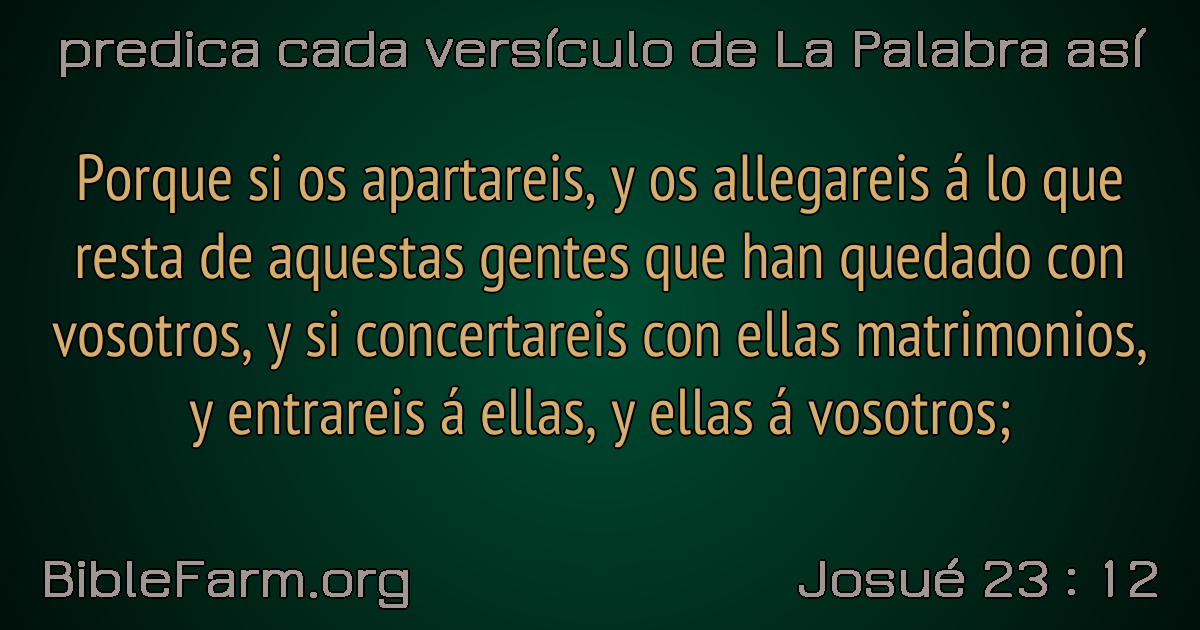 predica cada versículo de La Palabra así
Porque si os apartareis, y os allegareis á lo que
resta de aquestas gentes que han quedado con
vosotros, y si concertareis con ellas matrimonios,
y entrareis á ellas, y ellas á vosotros;
BibleFarm.org
Josué 23 : 12